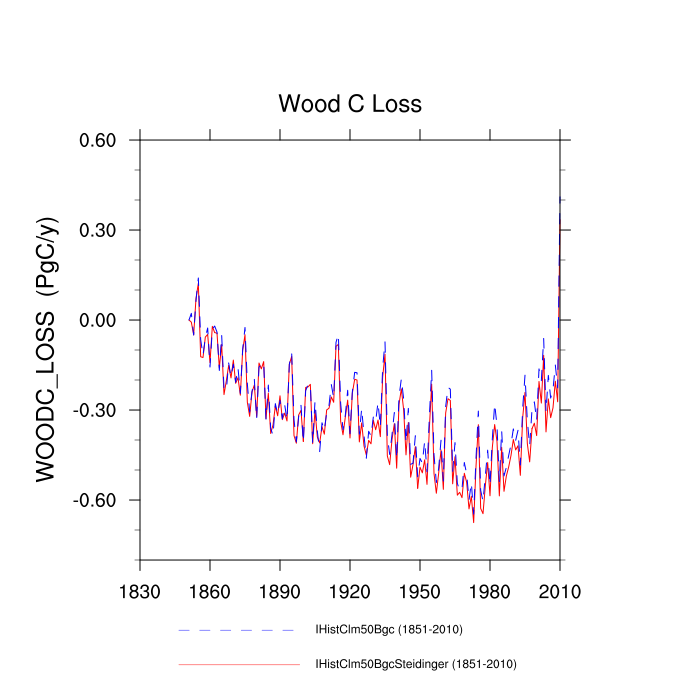 Wood C Loss
WOODC_LOSS (PgC/y)
0.60
0.30
0.00
-0.30
-0.60
1830 1860 1890 1920 1950 1980 2010
IHistClm50Bgc (1851-2010)
IHistClm50BgcSteidinger (1851-2010)